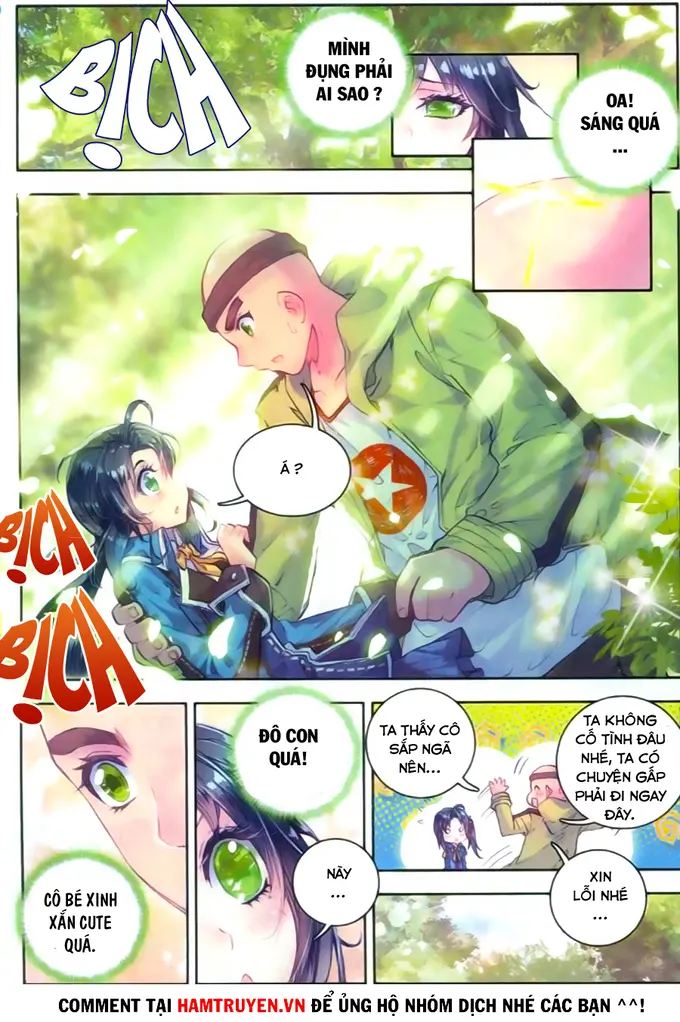 BỊCH
MÌNH
ĐỤNG PHẢI
AI SAO ?
OA!
SÁNG QUÁ
...
Á ?
BỊCH
BỊCH
CÔ BÉ XINH
XẮN CUTE
QUÁ.
ĐÔ CON
QUÁ!
NÀY
...
TA THẤY CÔ
SẮP NGÃ
NÊN...
TA KHÔNG
CỐ TÌNH ĐÂU
NHÉ, TA CÓ
CHUYỆN GẤP
PHẢI ĐI NGAY
ĐÂY.
XIN
LỖI NHÉ
...
COMMENT TẠI HAMTRUYEN.VN ĐỂ ỦNG HỘ NHÓM DỊCH NHÉ CÁC BẠN ^^!